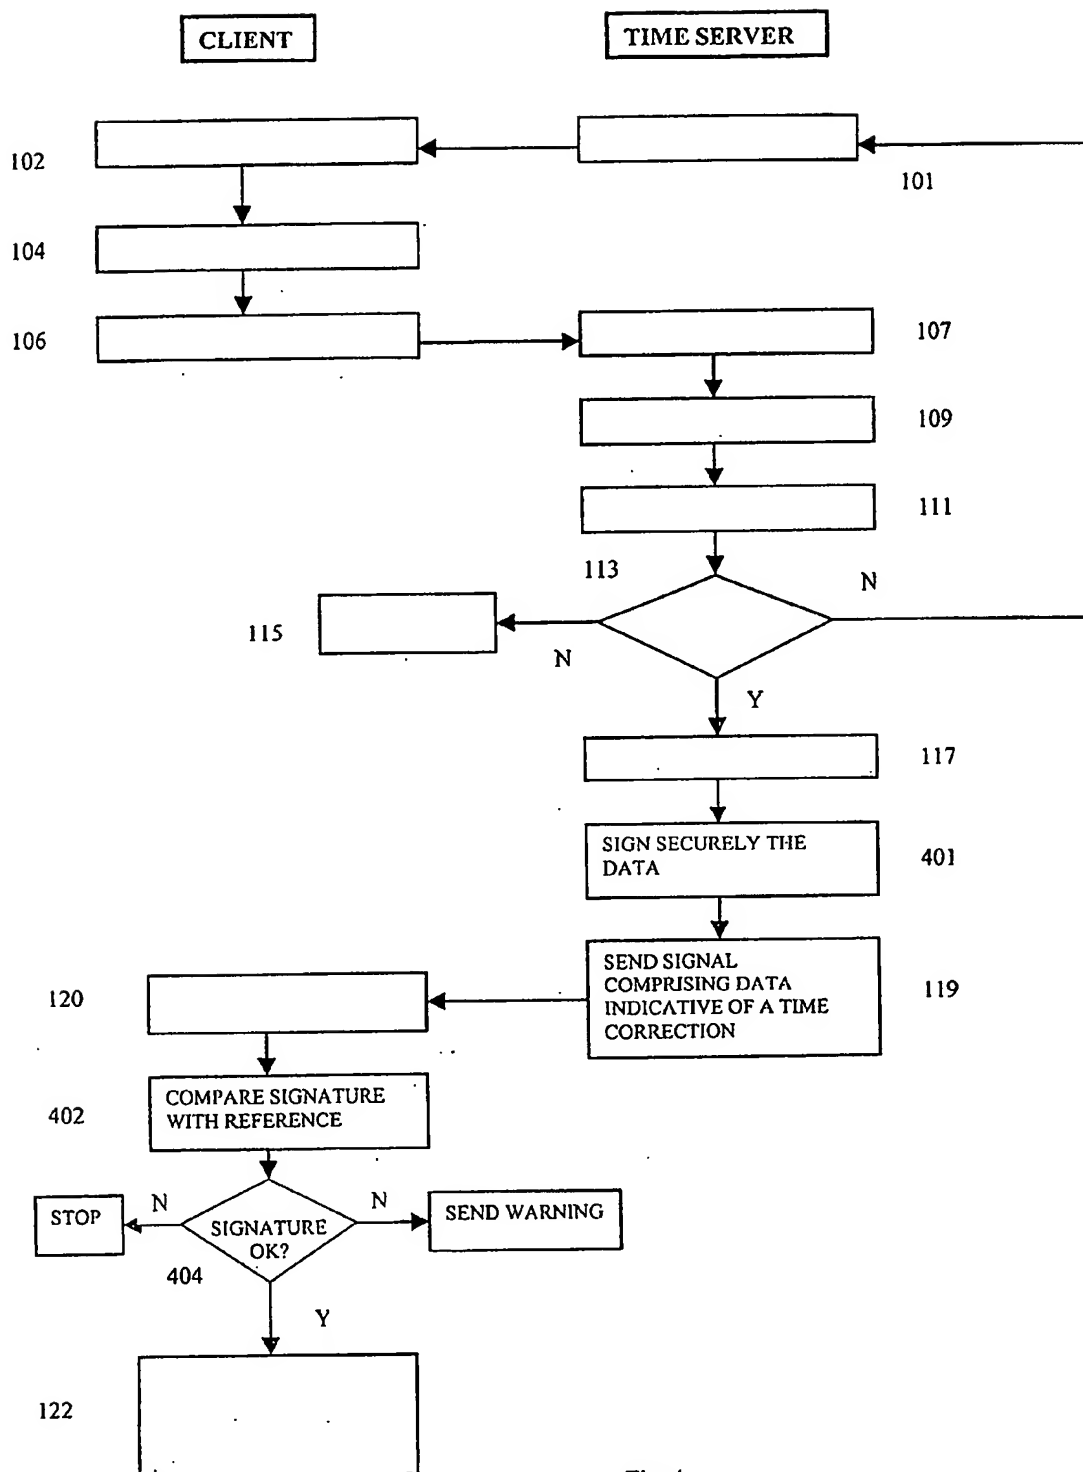 CLIENT
TIME SERVER
102
101
104
106
107
109
111
113
N
115
N
Y
117
SIGN SECURELY THE
DATA
401
SEND SIGNAL
COMPRISING DATA
INDICATIVE OF A TIME
CORRECTION
119
120
COMPARE SIGNATURE
WITH REFERENCE
402
STOP
N
SIGNATURE
OK?
N
SEND WARNING
404
Y
122